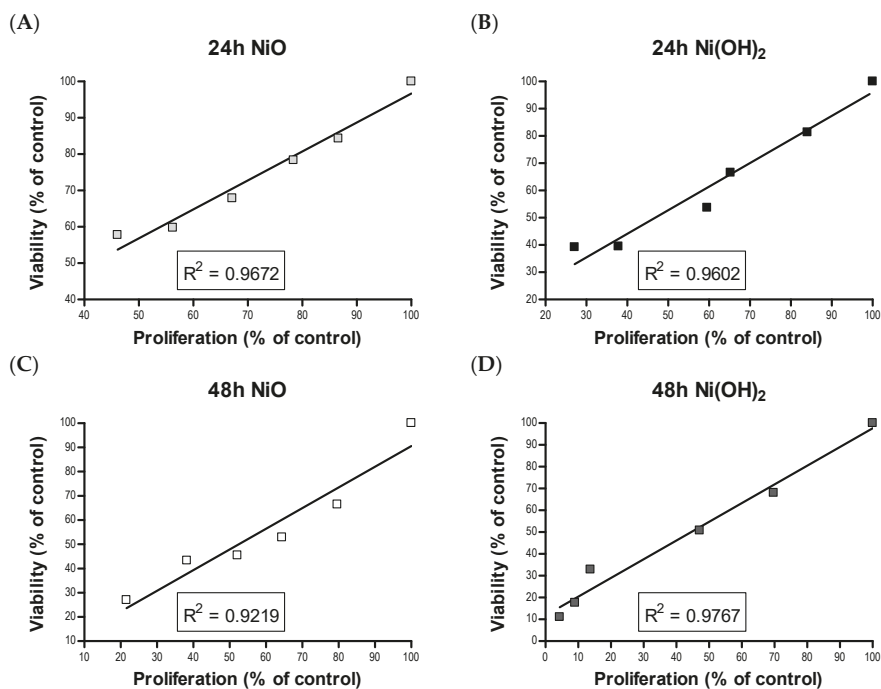 (A)
24h NiO
Viability (% of control)
100
90
80
70
60
50
40
R² = 0.9672
40 50 60 70 80 90 100
Proliferation (% of control)
(B)
24h Ni(OH)₂
Viability (% of control)
100
90
80
70
60
50
40
30
20
R² = 0.9602
20 30 40 50 60 70 80 90 100
Proliferation (% of control)
(C)
48h NiO
Viability (% of control)
100
90
80
70
60
50
40
30
20
10
R² = 0.9219
10 20 30 40 50 60 70 80 90 100
Proliferation (% of control)
(D)
48h Ni(OH)₂
Viability (% of control)
100
90
80
70
60
50
40
30
20
10
0
R² = 0.9767
0 10 20 30 40 50 60 70 80 90 100
Proliferation (% of control)